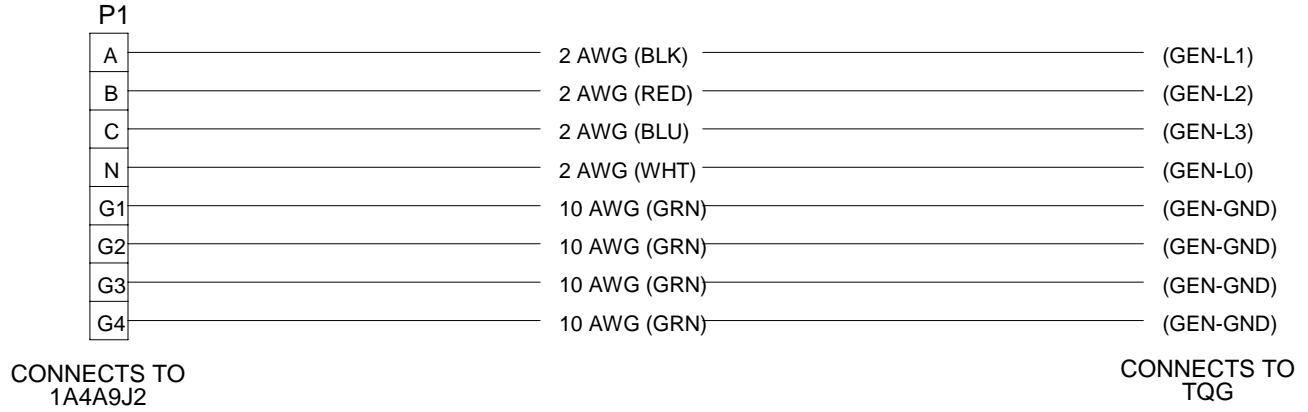 P1
A 2 AWG (BLK) (GEN-L1)
B 2 AWG (RED) (GEN-L2)
C 2 AWG (BLU) (GEN-L3)
N 2 AWG (WHT) (GEN-L0)
G1 10 AWG (GRN) (GEN-GND)
G2 10 AWG (GRN) (GEN-GND)
G3 10 AWG (GRN) (GEN-GND)
G4 10 AWG (GRN) (GEN-GND)
CONNECTS TO
1A4A9J2
CONNECTS TO
TQG